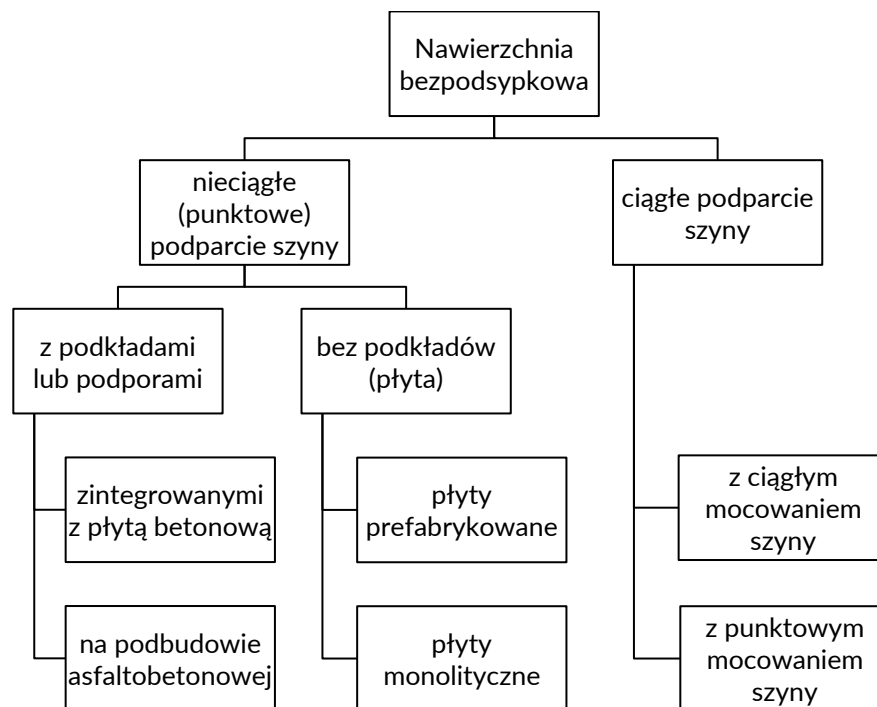 Nawierzchnia
bezpodsypkowa
nieciągłe
(punktowe)
podparcie szyny
ciągłe podparcie
szyny
z podkładami
lub podporami
bez podkładów
(płyta)
zintegrowanymi
z płytą betonową
płyty
prefabrykowane
z ciągłym
mocowaniem
szyny
na podbudowie
asfaltobetonowej
płyty
monolityczne
z punktowym
mocowaniem
szyny